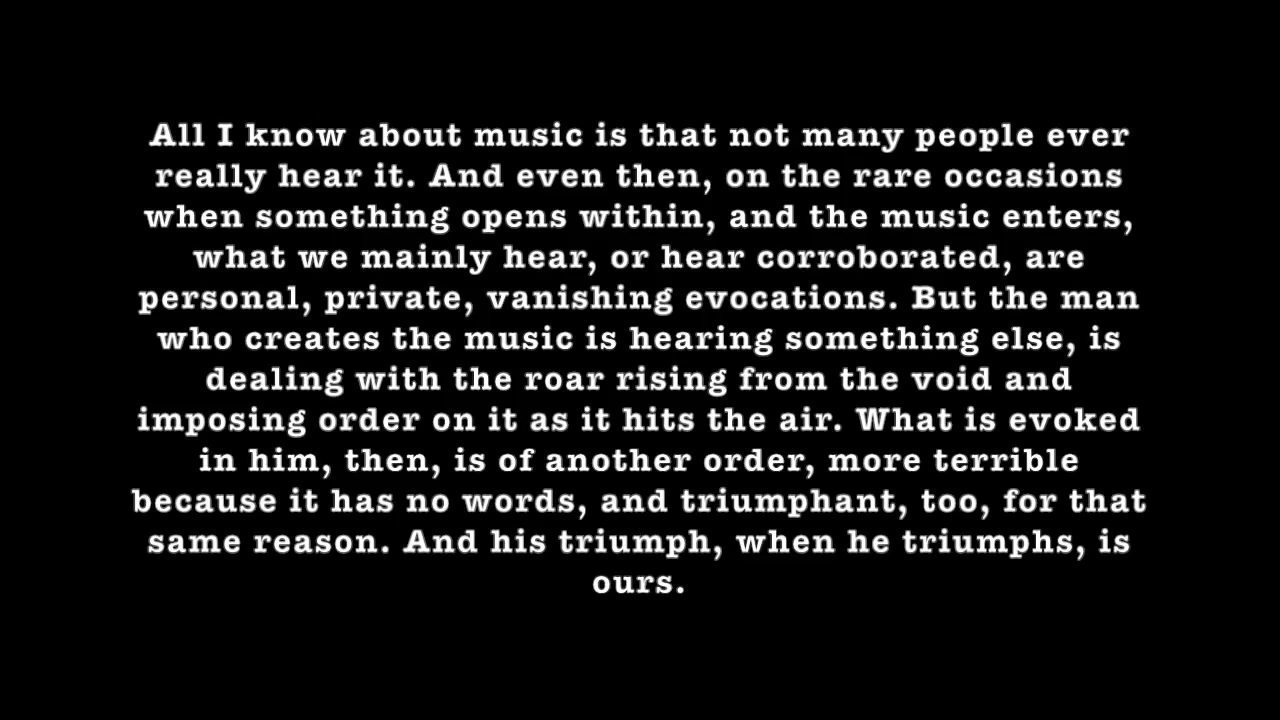 All I know about music is that not many people ever
really hear it. And even then, on the rare occasions
when something opens within, and the music enters,
what we mainly hear, or hear corroborated, are
personal, private, vanishing evocations. But the man
who creates the music is hearing something else, is
dealing with the roar rising from the void and
imposing order on it as it hits the air. What is evoked
in him, then, is of another order, more terrible
because it has no words, and triumphant, too, for that
same reason. And his triumph, when he triumphs, is
ours.